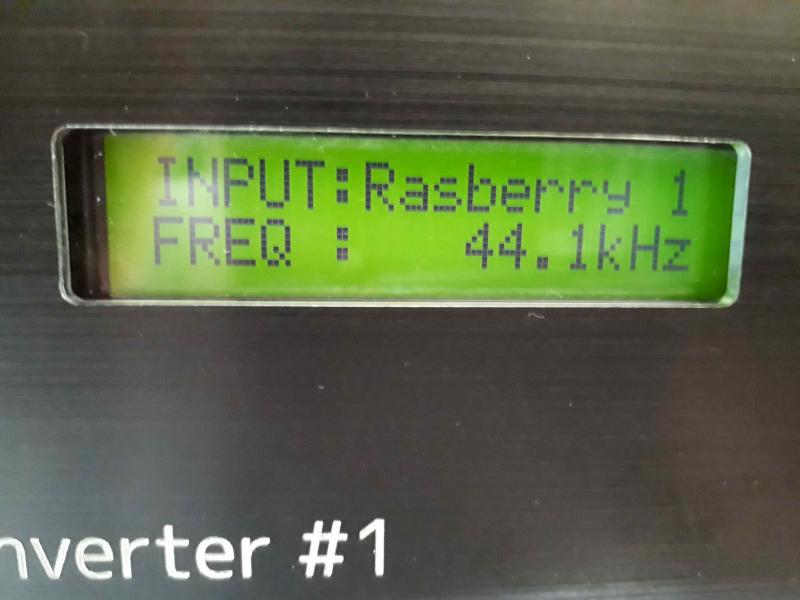 INPUT:Rasberry 1
FREQ : 44.1kHz
nverter #1